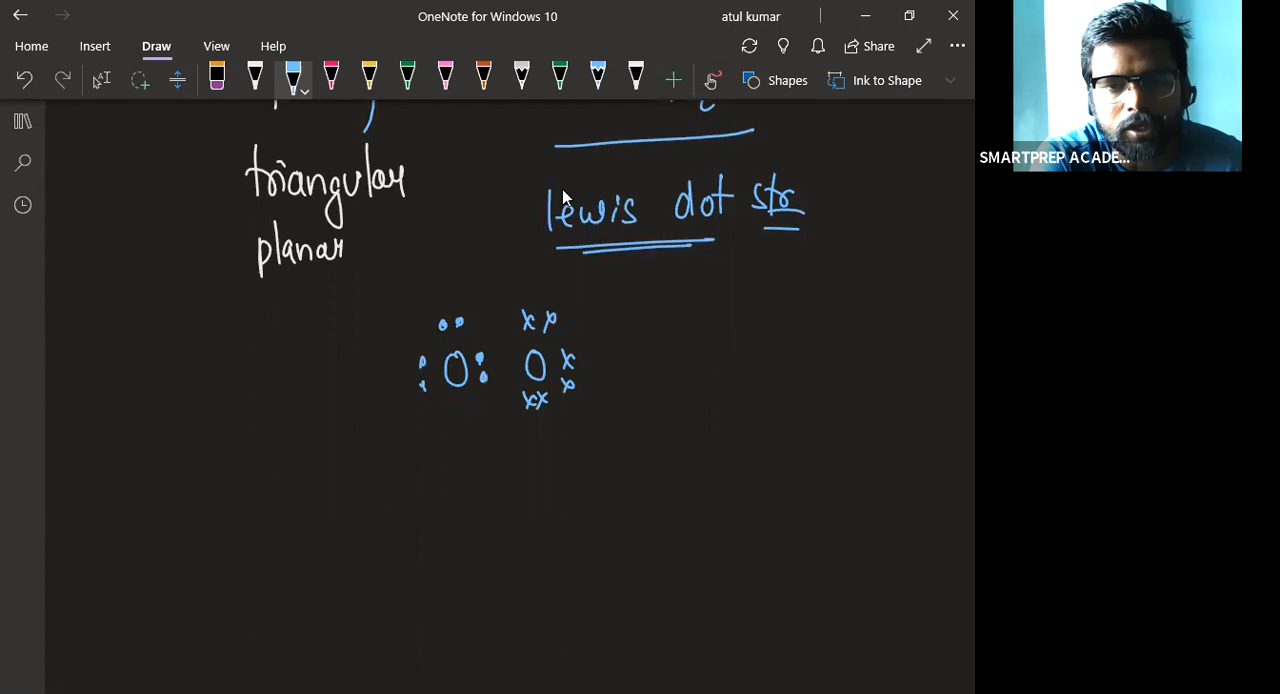 OneNote for Windows 10
atul kumar
Home Insert Draw View Help
Share
Shapes
Ink to Shape
SMARTPREP ACADE...
triangular
planar
lewis dot str
O O